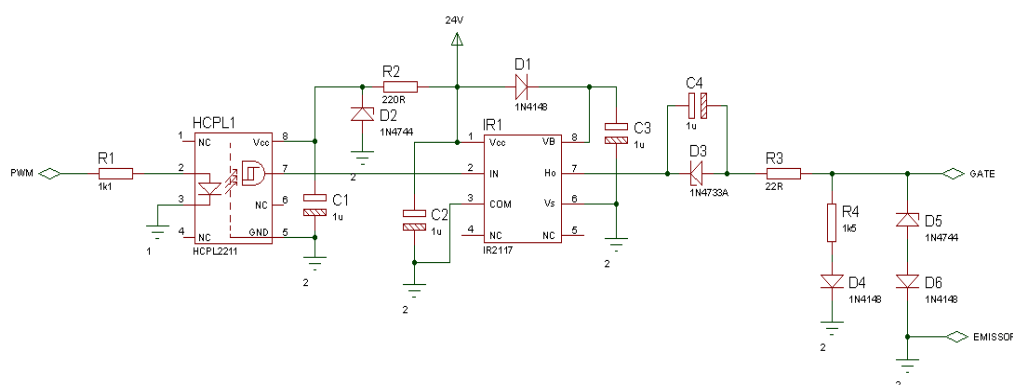 24V
R2
220R
D1
1N4148
D2
1N4744
C4
1u
HCPL1
1
NC
Vcc
8
2
7
3
NC
6
4
NC
GND
5
HCPL2211
PWM
R1
1k1
1
C1
1u
2
2
IR1
1
Vcc
VB
8
2
IN
Ho
7
3
COM
Vs
6
4
NC
NC
5
IR2117
C2
1u
2
C3
1u
2
D3
1N4733A
R3
22R
GATE
R4
1k5
D5
1N4744
D4
1N4148
D6
1N4148
2
EMISSOR
2